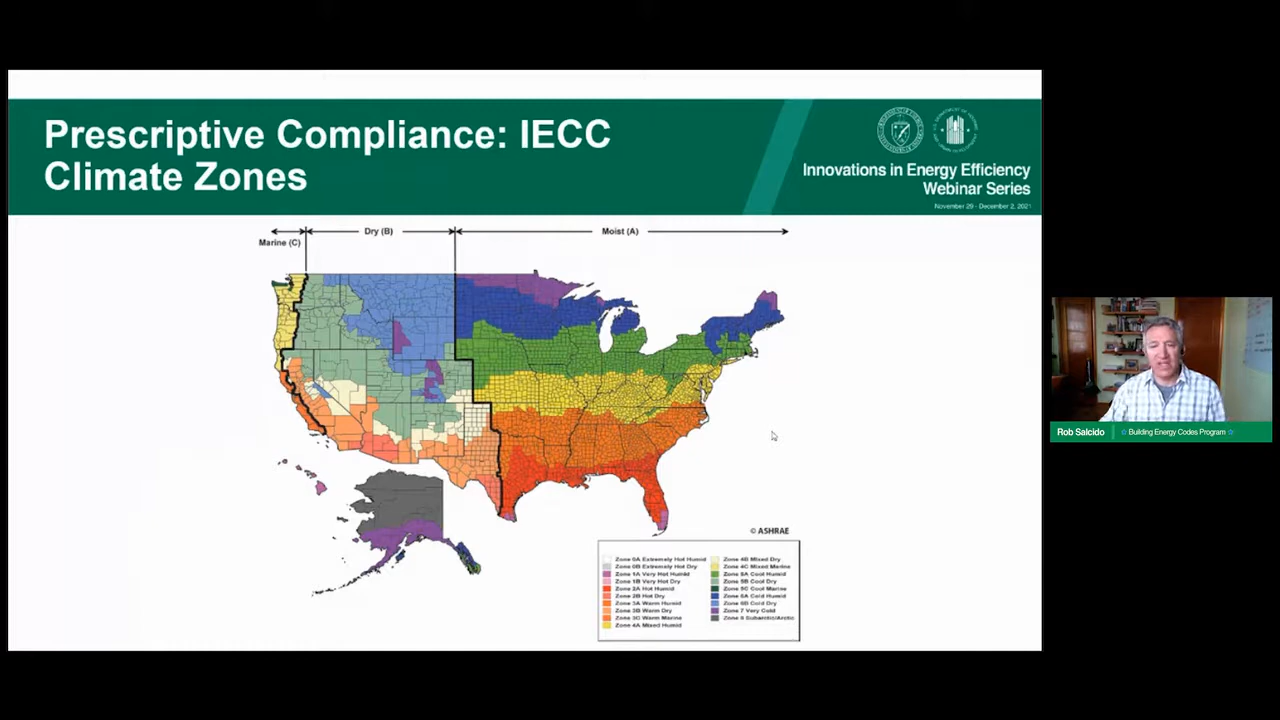 Prescriptive Compliance: IECC
Climate Zones
Innovations in Energy Efficiency
Webinar Series
November 29 - December 2, 2021
Marine (C)
Dry (B)
Moist (A)
© ASHRAE
Zone 0A Extremely Hot Humid
Zone 0B Extremely Hot Dry
Zone 1A Very Hot Humid
Zone 1B Very Hot Dry
Zone 2A Hot Humid
Zone 2B Hot Dry
Zone 3A Warm Humid
Zone 3B Warm Dry
Zone 3C Warm Marine
Zone 4A Mixed Humid
Zone 4B Mixed Dry
Zone 4C Mixed Marine
Zone 5A Cool Humid
Zone 5B Cool Dry
Zone 5C Cool Marine
Zone 6A Cold Humid
Zone 6B Cold Dry
Zone 7 Very Cold
Zone 8 Subarctic/Arctic
Rob Salcido
Building Energy Codes Program